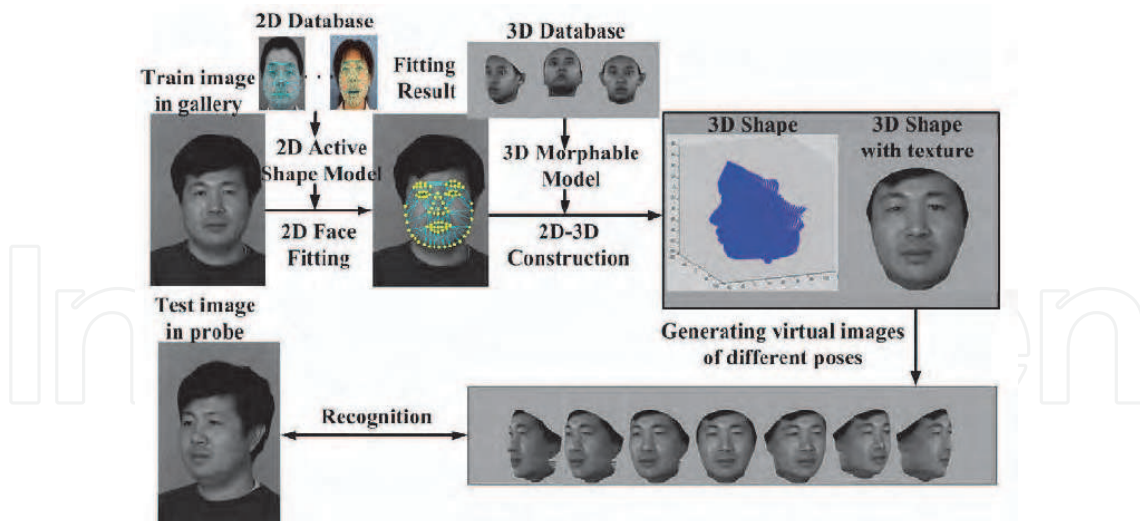 2D Database
3D Database
Train image
in gallery
Fitting
Result
2D Active
Shape Model
3D Morphable
Model
3D Shape
3D Shape
with texture
2D Face
Fitting
2D-3D
Construction
Test image
in probe
Generating virtual images
of different poses
Recognition